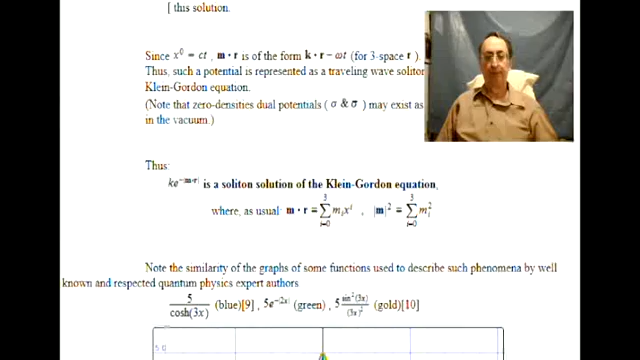 [ this solution.
Since x⁰ = ct , m • r is of the form k • r − ωt (for 3-space r )
Thus, such a potential is represented as a traveling wave soliton
Klein-Gordon equation.
(Note that zero-densities dual potentials ( σ & σ̄ ) may exist as
in the vacuum.)
Thus:
ke^{-|m•r|} is a soliton solution of the Klein-Gordon equation,
where, as usual: m • r = ∑_{i=0}^{3} m_i x^i , |m|² = ∑_{i=0}^{3} m_i²
Note the similarity of the graphs of some functions used to describe such phenomena by well
known and respected quantum physics expert authors
5/cosh(3x) (blue)[9] , 5e^{-|2x|} (green) , 5 sin²(3x)/(3x)² (gold)[10]
5.0